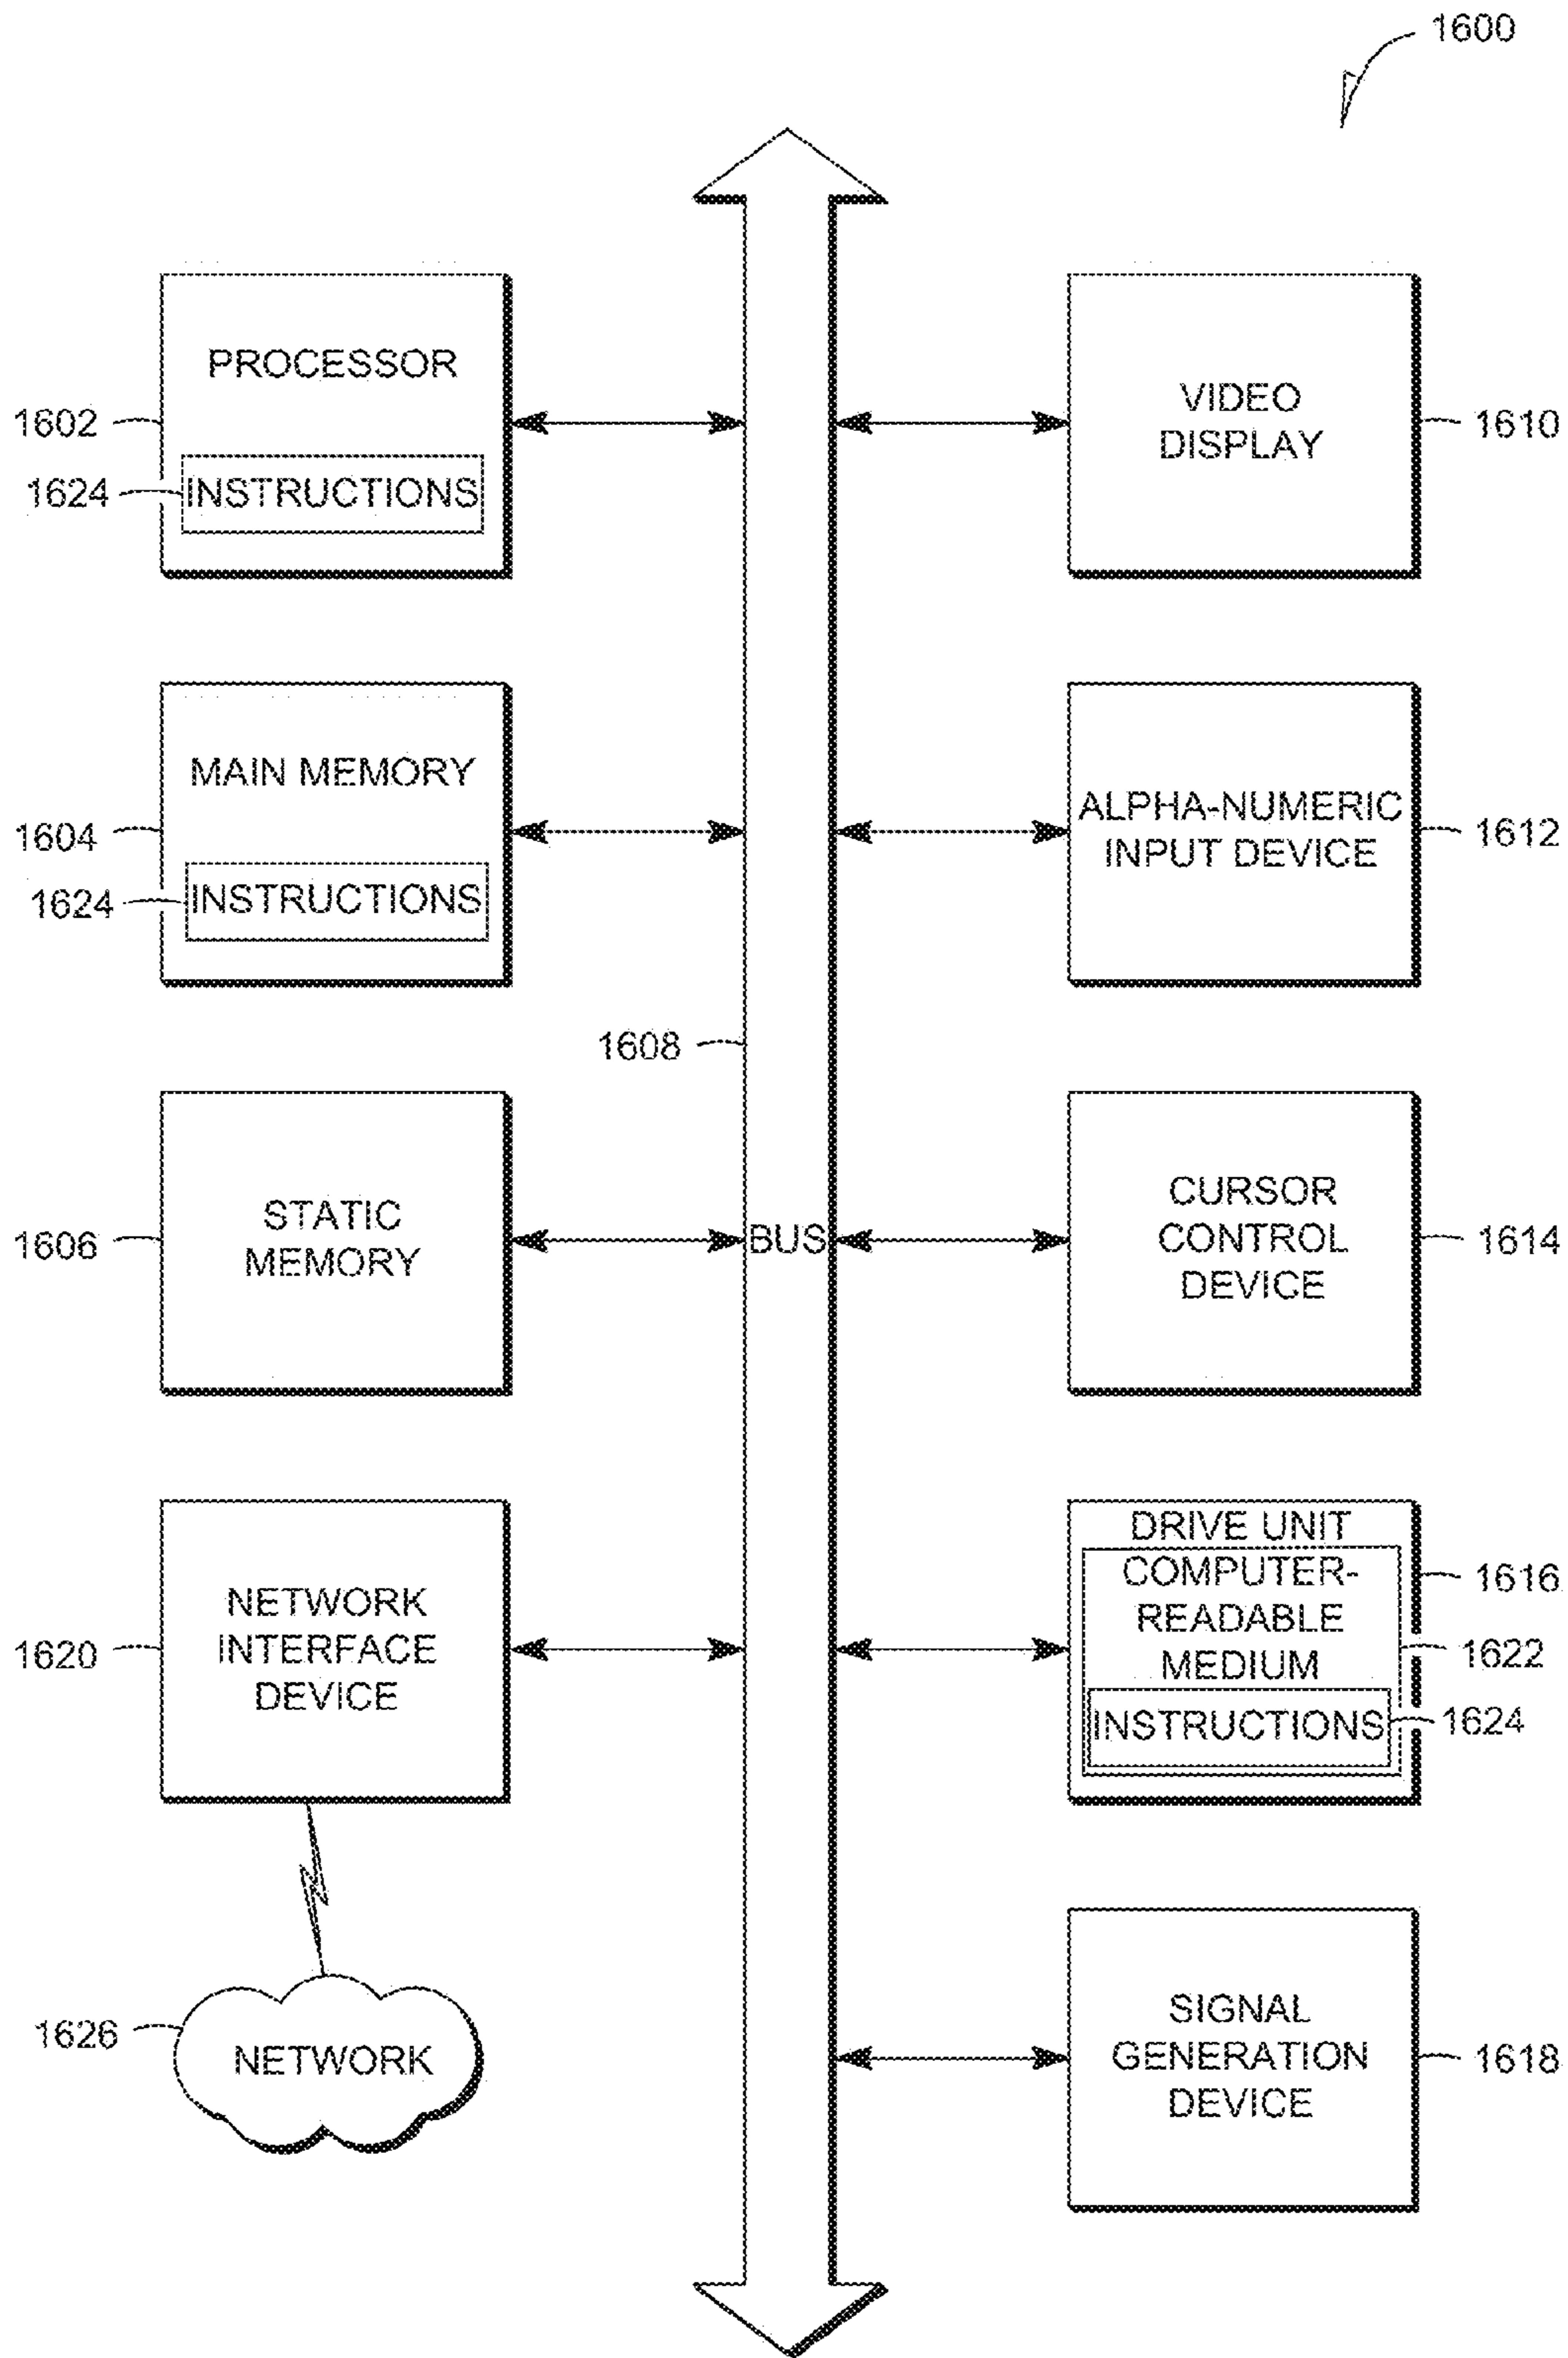 1600
PROCESSOR
1602
1624
INSTRUCTIONS
VIDEO
DISPLAY
1610
MAIN MEMORY
1604
1624
INSTRUCTIONS
ALPHA-NUMERIC
INPUT DEVICE
1612
1608
STATIC
MEMORY
1606
BUS
CURSOR
CONTROL
DEVICE
1614
NETWORK
INTERFACE
DEVICE
1620
DRIVE UNIT
COMPUTER-
READABLE
MEDIUM
INSTRUCTIONS
1616
1622
1624
1626
NETWORK
SIGNAL
GENERATION
DEVICE
1618